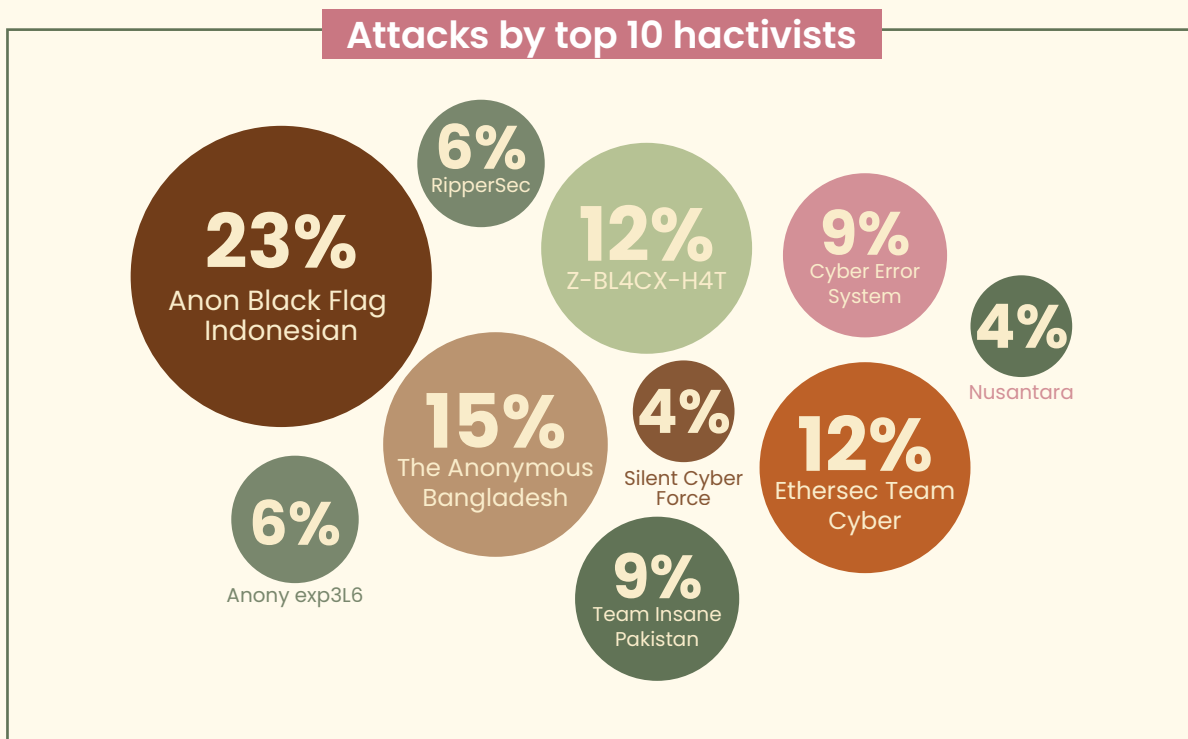 Attacks by top 10 hactivists
23%
Anon Black Flag
Indonesian
6%
RipperSec
12%
Z-BL4CX-H4T
9%
Cyber Error
System
4%
Nusantara
15%
The Anonymous
Bangladesh
4%
Silent Cyber
Force
12%
Ethersec Team
Cyber
6%
Anony exp3L6
9%
Team Insane
Pakistan